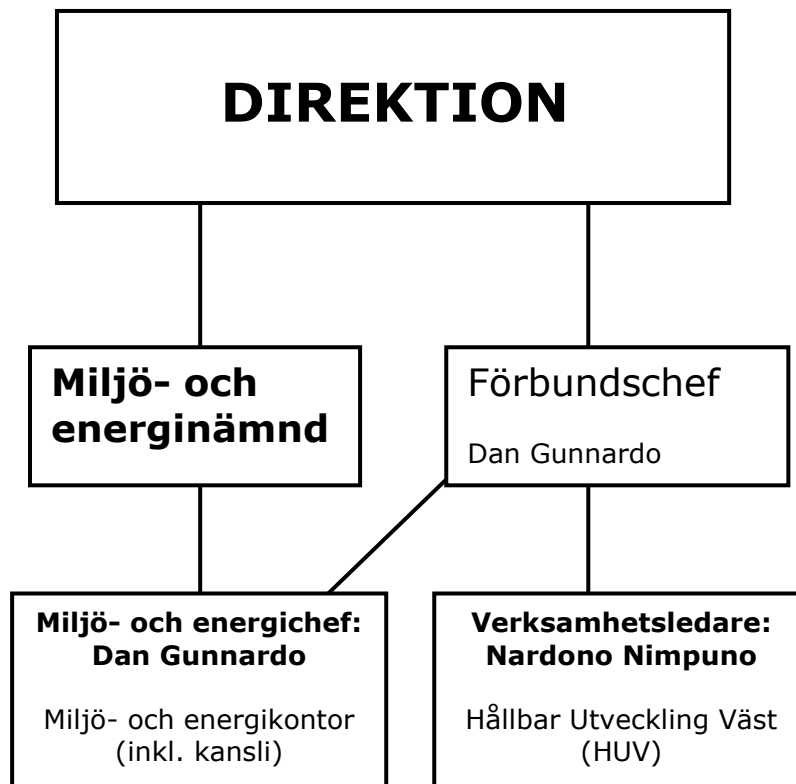 DIREKTION
Miljö- och
energinämnd
Förbundschef
Dan Gunnardo
Miljö- och energichef:
Dan Gunnardo
Miljö- och energikontor
(inkl. kansli)
Verksamhetsledare:
Nardono Nimpuno
Hållbar Utveckling Väst
(HUV)